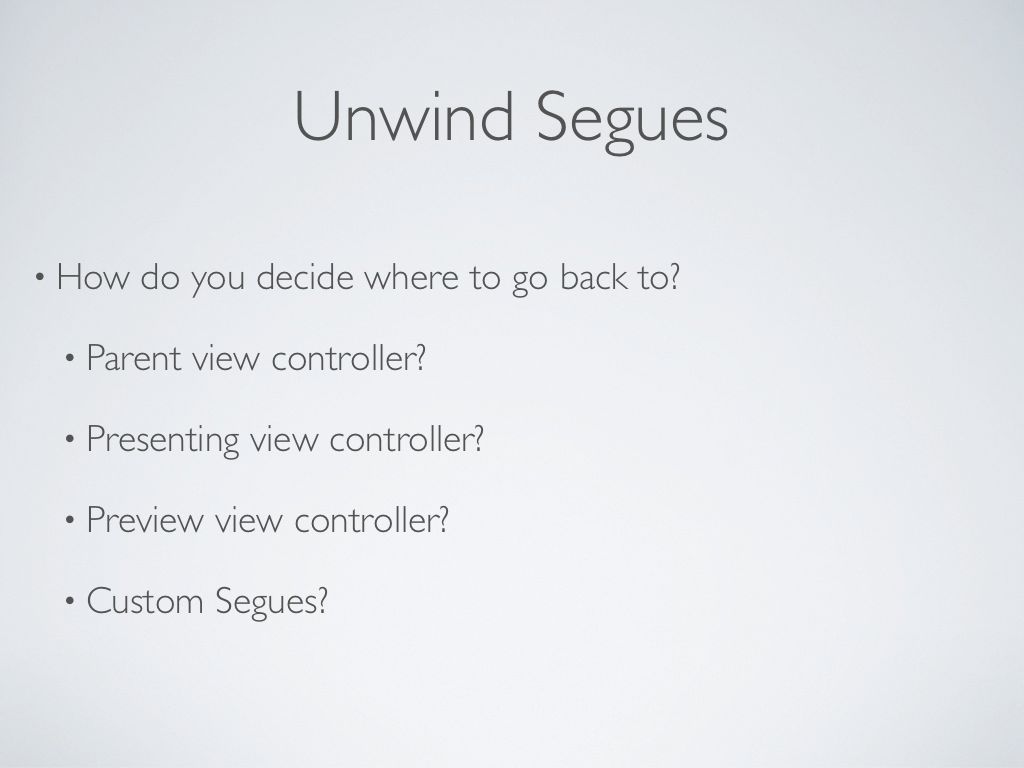 Unwind Segues
• How do you decide where to go back to?
• Parent view controller?
• Presenting view controller?
• Preview view controller?
• Custom Segues?